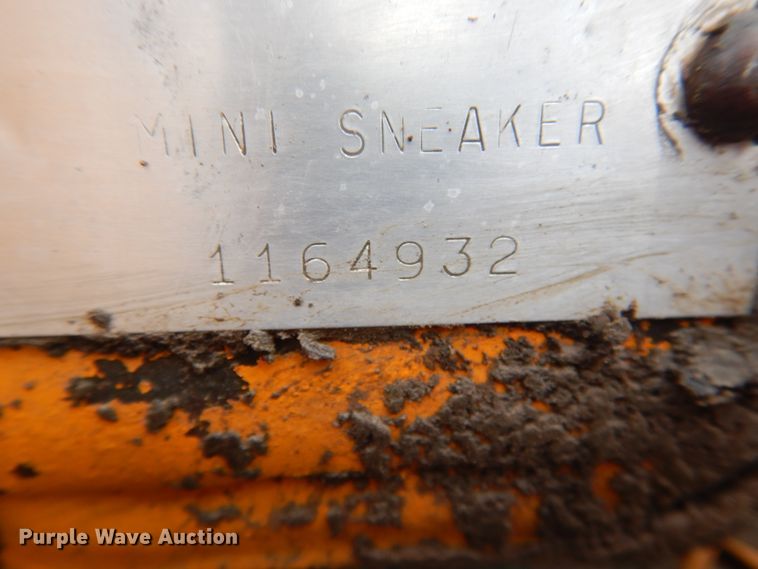 MINI SNEAKER
1164932
Purple Wave Auction®